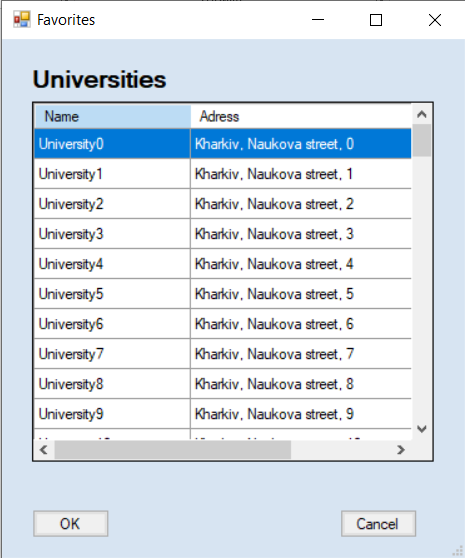 Favorites
Universities
Name Adress
University0 Kharkiv, Naukova street, 0
University1 Kharkiv, Naukova street, 1
University2 Kharkiv, Naukova street, 2
University3 Kharkiv, Naukova street, 3
University4 Kharkiv, Naukova street, 4
University5 Kharkiv, Naukova street, 5
University6 Kharkiv, Naukova street, 6
University7 Kharkiv, Naukova street, 7
University8 Kharkiv, Naukova street, 8
University9 Kharkiv, Naukova street, 9
OK Cancel